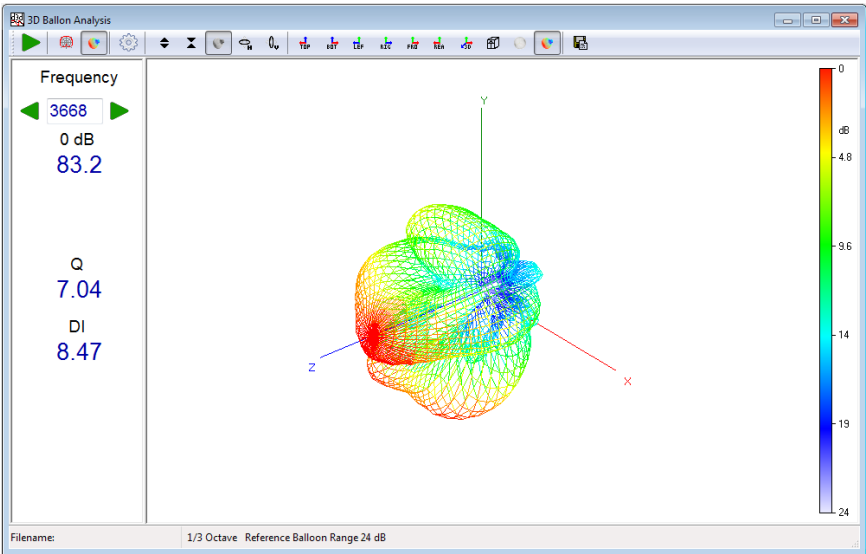 3D Ballon Analysis
TOP BOT LEF RIG FRO REA 3D
Frequency
3668
0 dB
83.2
Q
7.04
DI
8.47
Y
Z
X
0
dB
4.8
9.6
14
19
24
Filename:
1/3 Octave Reference Balloon Range 24 dB